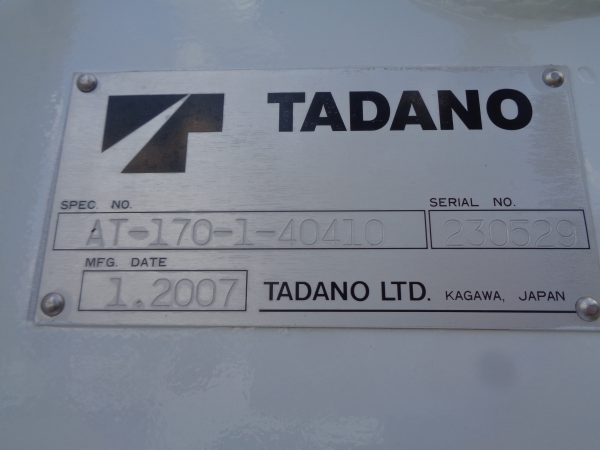 TADANO
SPEC. NO.
AT-170-1-40410
SERIAL NO.
230529
MFG. DATE
1.2007
TADANO LTD. KAGAWA, JAPAN